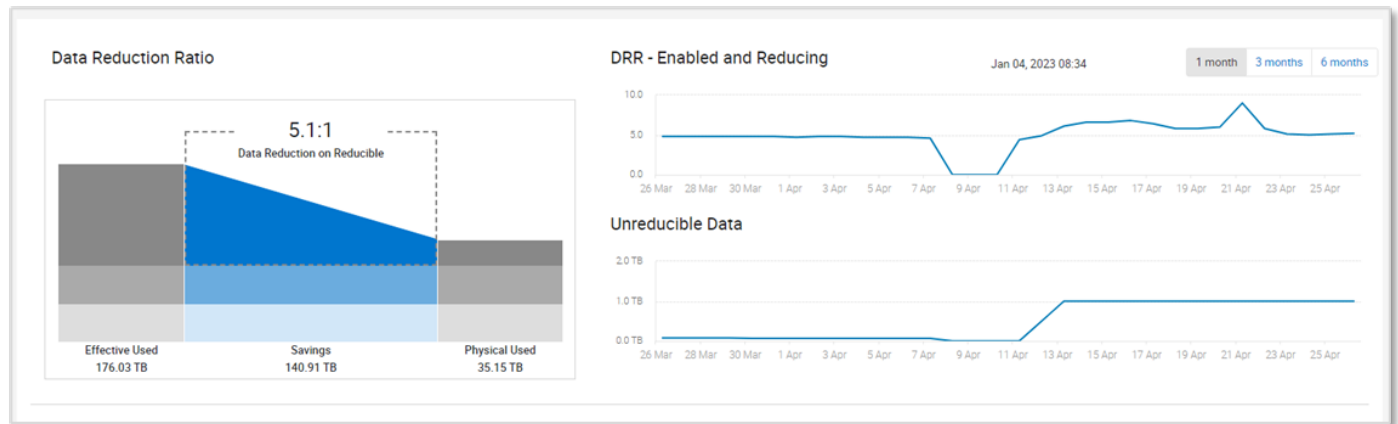 Data Reduction Ratio
5.1:1
Data Reduction on Reducible
Effective Used
176.03 TB
Savings
140.91 TB
Physical Used
35.15 TB
DRR - Enabled and Reducing
Jan 04, 2023 08:34
1 month 3 months 6 months
10.0
5.0
0.0
26 Mar 28 Mar 30 Mar 1 Apr 3 Apr 5 Apr 7 Apr 9 Apr 11 Apr 13 Apr 15 Apr 17 Apr 19 Apr 21 Apr 23 Apr 25 Apr
Unreducible Data
2.0 TB
1.0 TB
0.0 TB
26 Mar 28 Mar 30 Mar 1 Apr 3 Apr 5 Apr 7 Apr 9 Apr 11 Apr 13 Apr 15 Apr 17 Apr 19 Apr 21 Apr 23 Apr 25 Apr